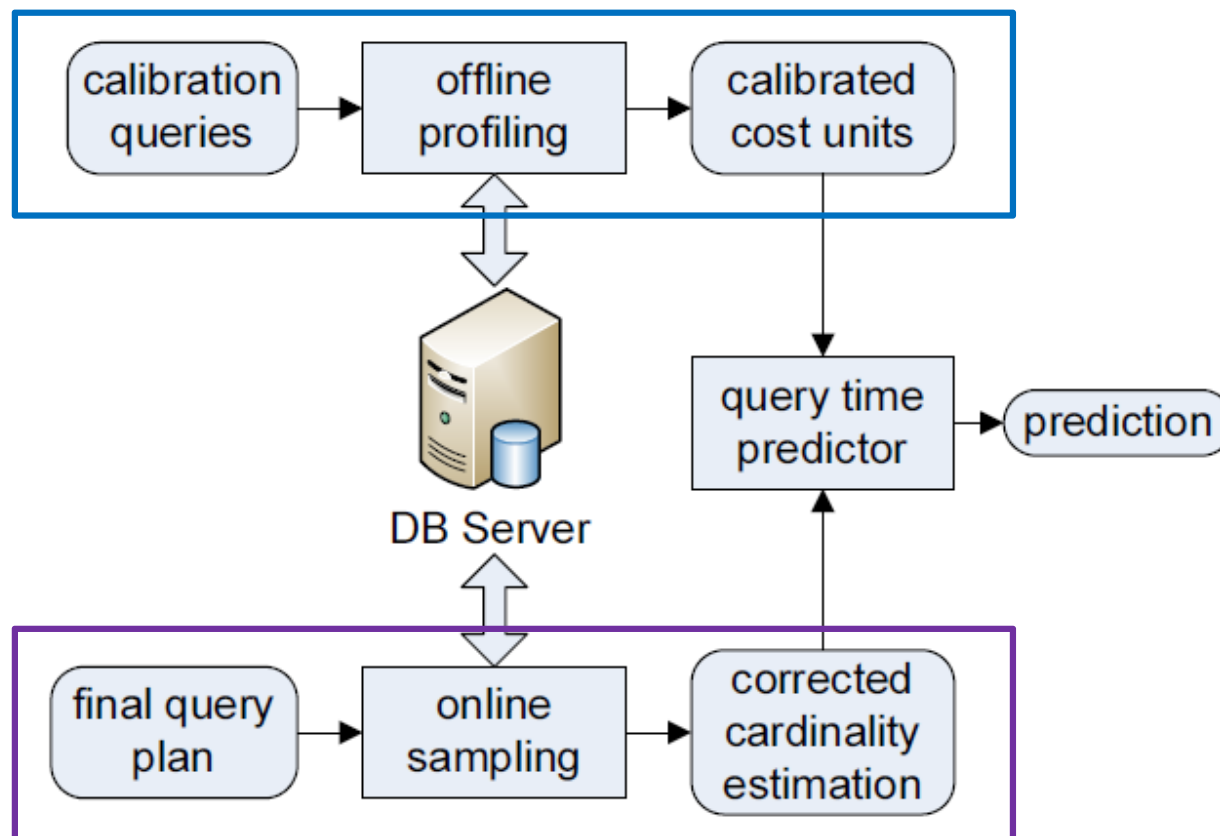 calibration
queries
offline
profiling
calibrated
cost units
DB Server
query time
predictor
prediction
final query
plan
online
sampling
corrected
cardinality
estimation